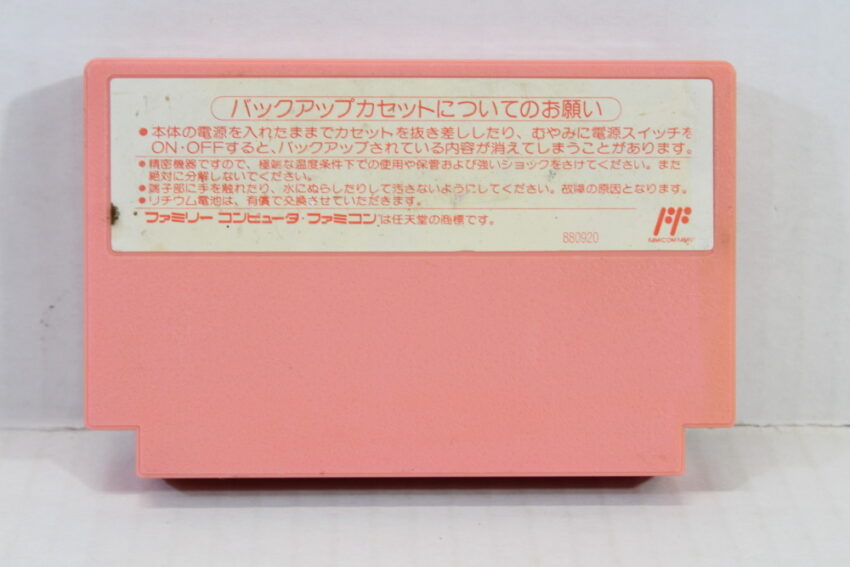 バックアップカセットについてのお願い
●本体の電源を入れたままでカセットを抜き差ししたり、むやみに電源スイッチを
ON・OFFすると、バックアップされている内容が消えてしまうことがあります。
●精密機器ですので、極端な温度条件下での使用や保管および強いショックをさけてください。また
絶対に分解しないでください。
●端子部に手を触れたり、水にぬらしたりして汚さないようにしてください。故障の原因となります。
●リチウム電池は、有償で交換させていただきます。
ファミリー コンピュータ・ファミコンは任天堂の商標です。
880920
FF